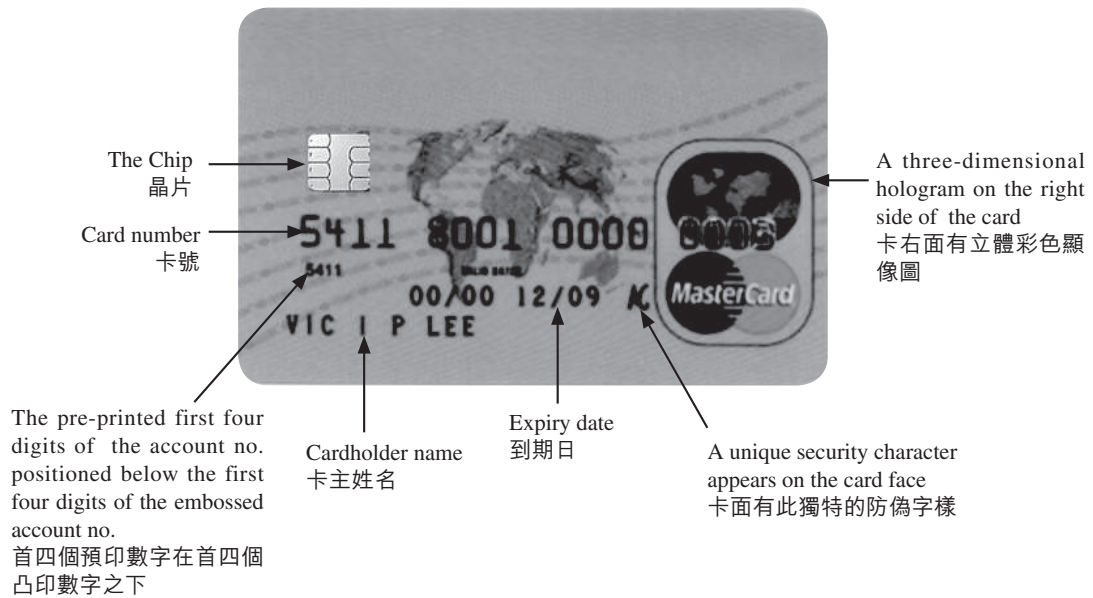 The Chip
晶片
Card number
卡號
5411 8001 0000
5411
VALID DATES
00/00 12/09
VIC I P LEE
MasterCard
A three-dimensional
hologram on the right
side of the card
卡右面有立體彩色顯
像圖
The pre-printed first four
digits of the account no.
positioned below the first
four digits of the embossed
account no.
首四個預印數字在首四個
凸印數字之下
Cardholder name
卡主姓名
Expiry date
到期日
A unique security character
appears on the card face
卡面有此獨特的防偽字樣